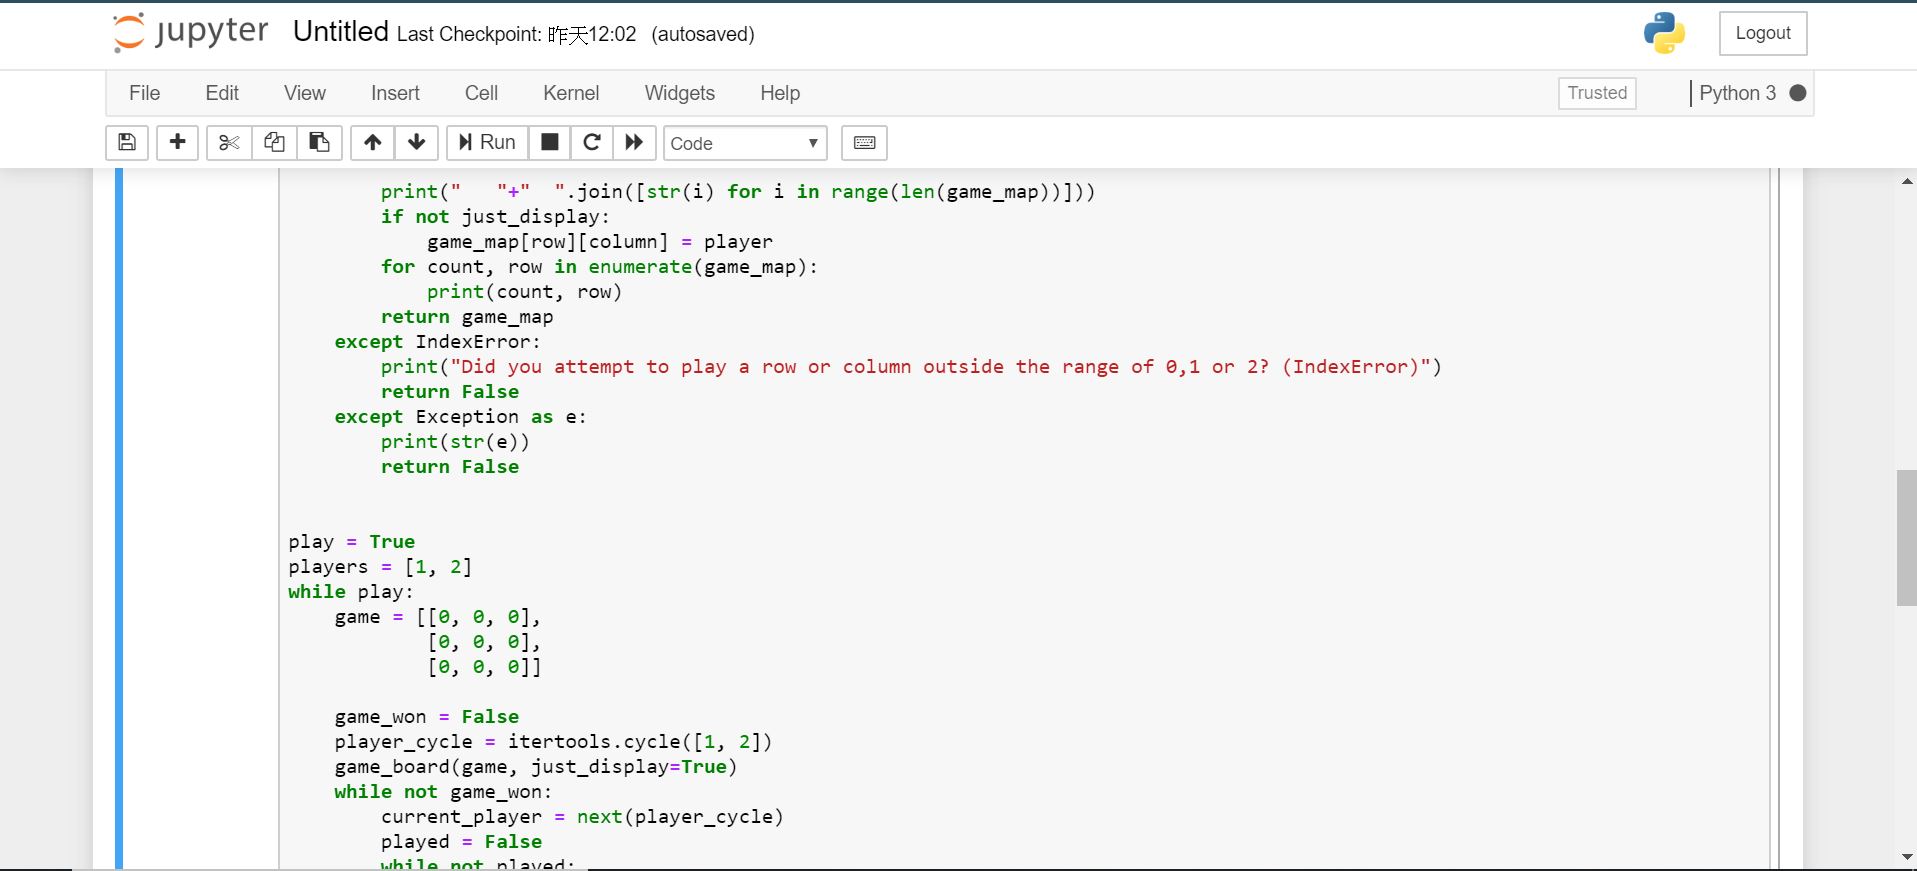 jupyter Untitled Last Checkpoint: 昨天12:02 (autosaved) Logout
File Edit View Insert Cell Kernel Widgets Help Trusted Python 3
Run Code
        print("   "+"  ".join([str(i) for i in range(len(game_map))]))
        if not just_display:
            game_map[row][column] = player
        for count, row in enumerate(game_map):
            print(count, row)
        return game_map
    except IndexError:
        print("Did you attempt to play a row or column outside the range of 0,1 or 2? (IndexError)")
        return False
    except Exception as e:
        print(str(e))
        return False
play = True
players = [1, 2]
while play:
    game = [[0, 0, 0],
            [0, 0, 0],
            [0, 0, 0]]
    game_won = False
    player_cycle = itertools.cycle([1, 2])
    game_board(game, just_display=True)
    while not game_won:
        current_player = next(player_cycle)
        played = False
        while not played: